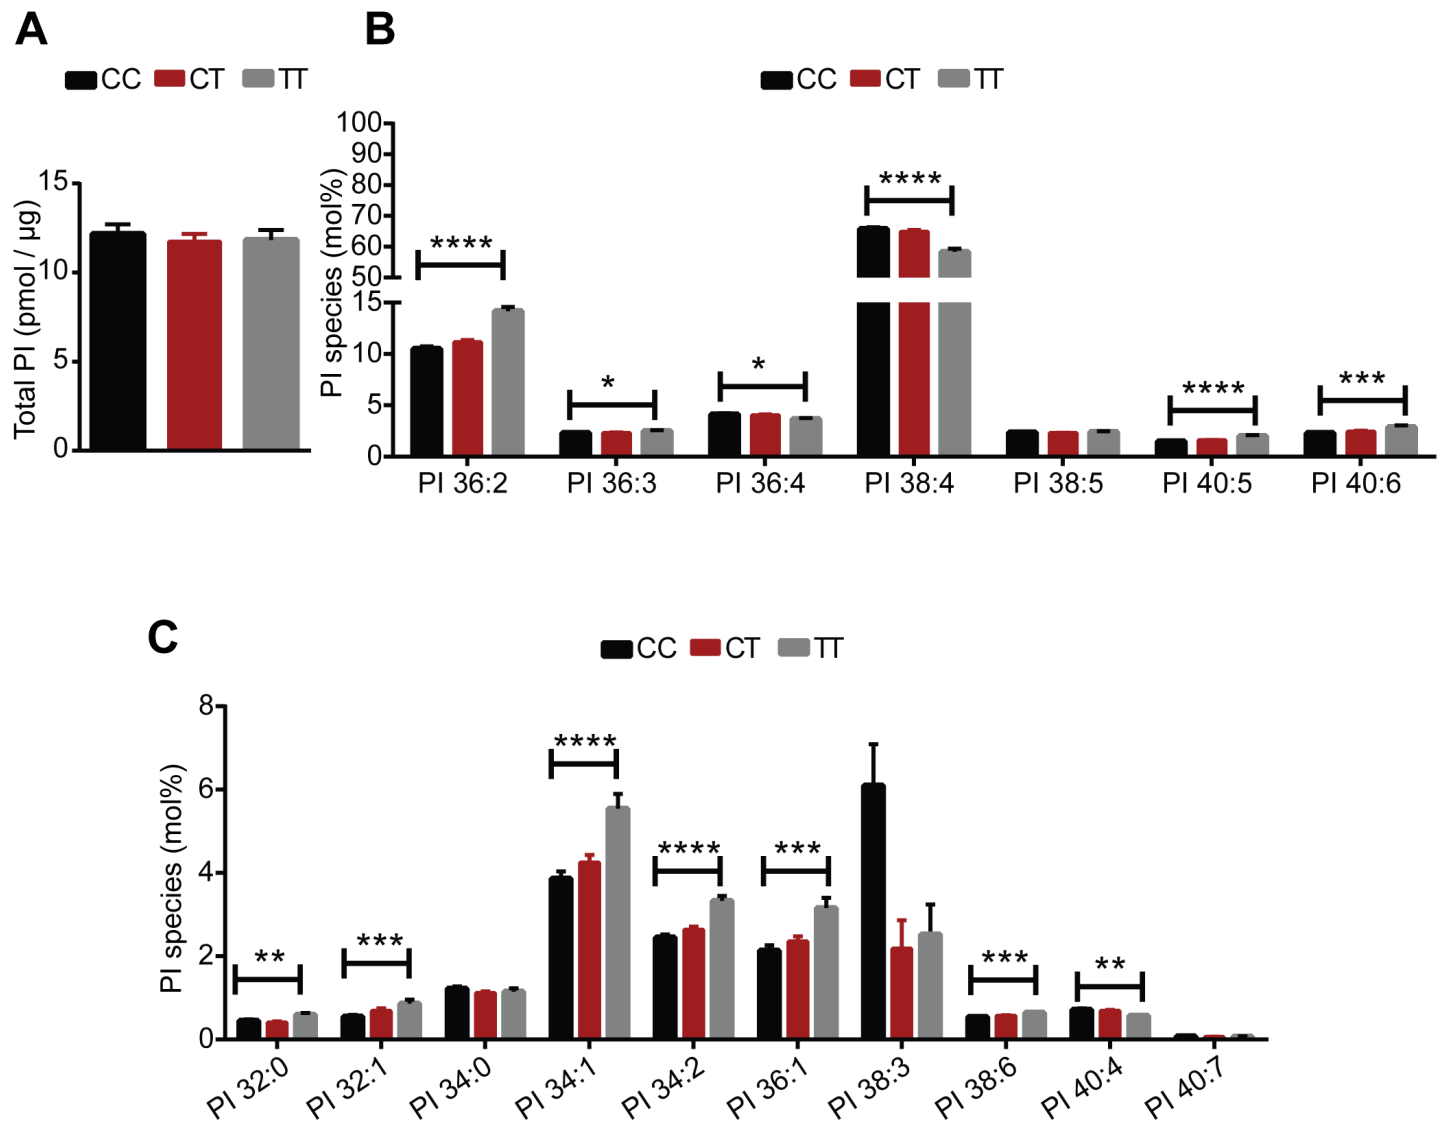 A
CC CT TT
Total PI (pmol / µg)
15
10
5
0
B
CC CT TT
PI species (mol%)
100
90
80
70
60
50
15
10
5
0
****
*
*
****
****
***
PI 36:2 PI 36:3 PI 36:4 PI 38:4 PI 38:5 PI 40:5 PI 40:6
C
CC CT TT
PI species (mol%)
8
6
4
2
0
**
***
****
****
***
***
**
PI 32:0 PI 32:1 PI 34:0 PI 34:1 PI 34:2 PI 36:1 PI 38:3 PI 38:6 PI 40:4 PI 40:7